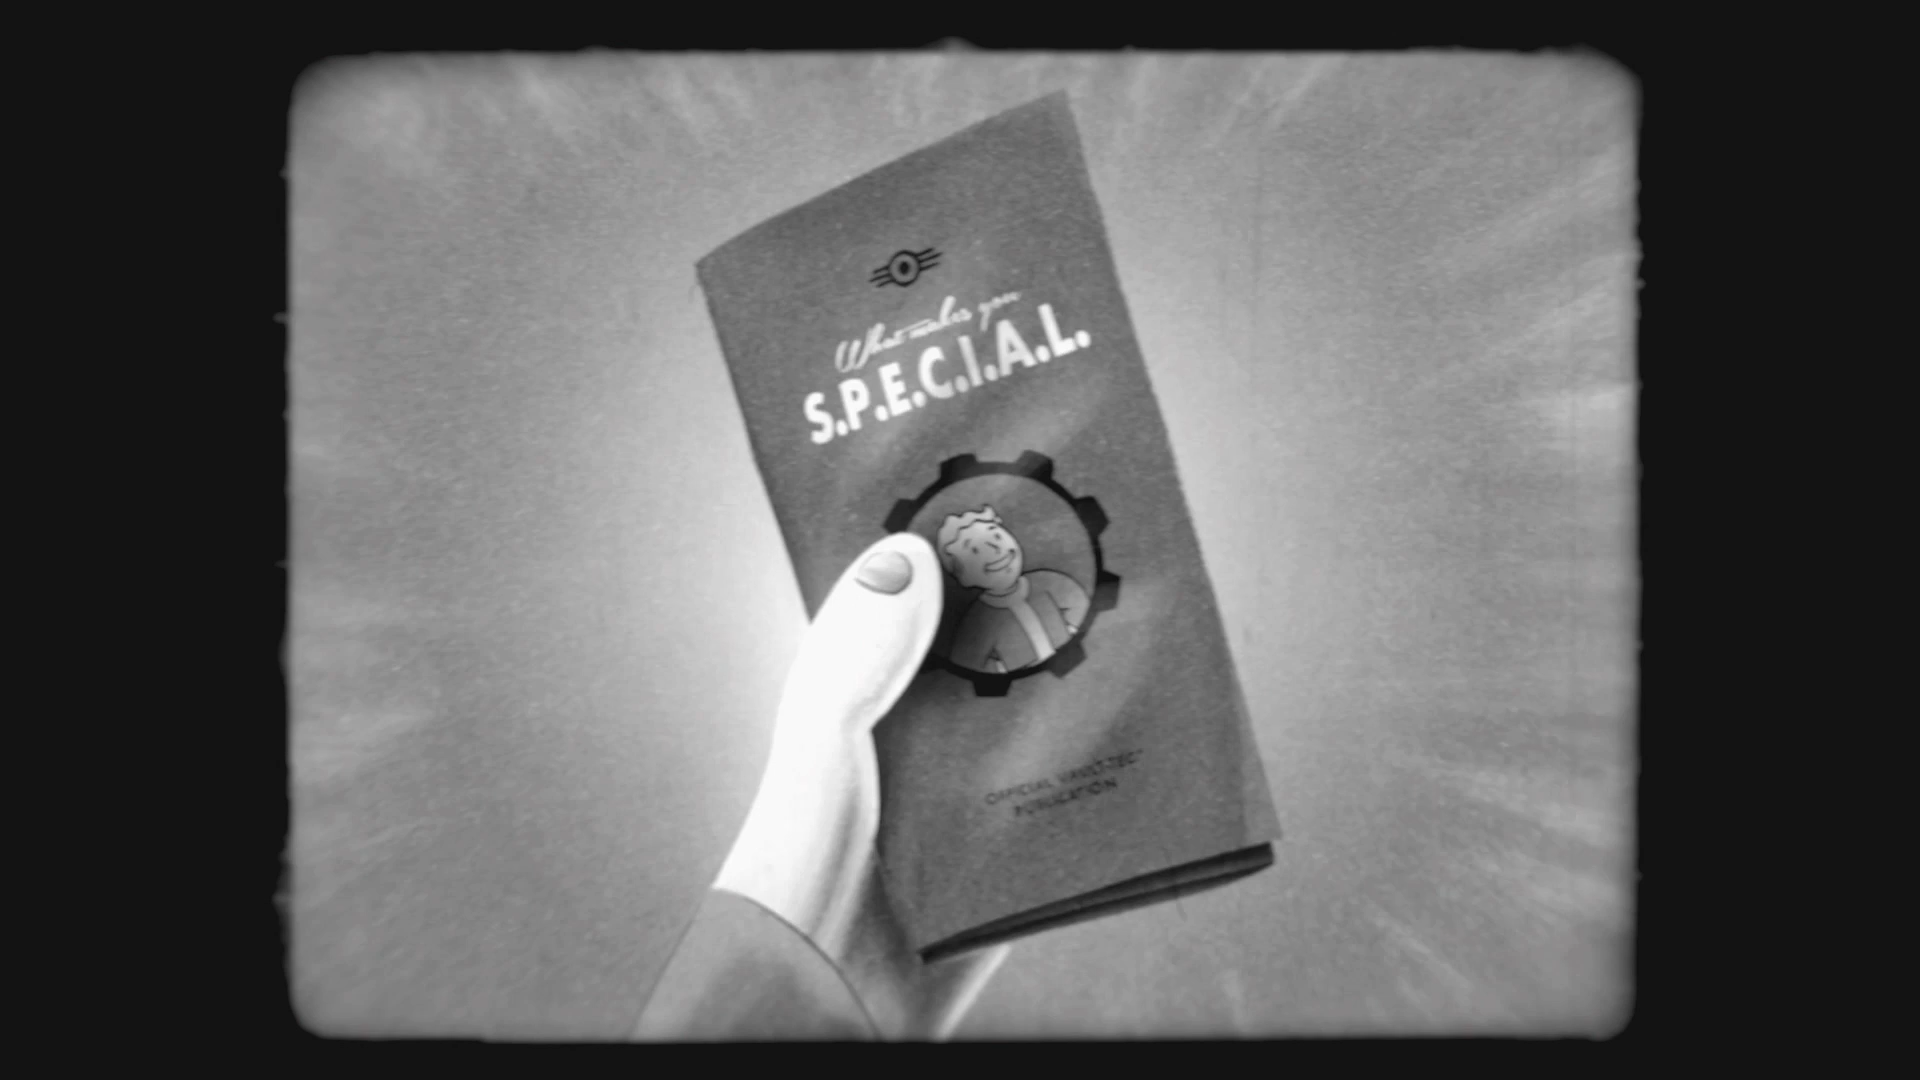 What makes you
S.P.E.C.I.A.L.
OFFICIAL VAULT-TEC
PUBLICATION